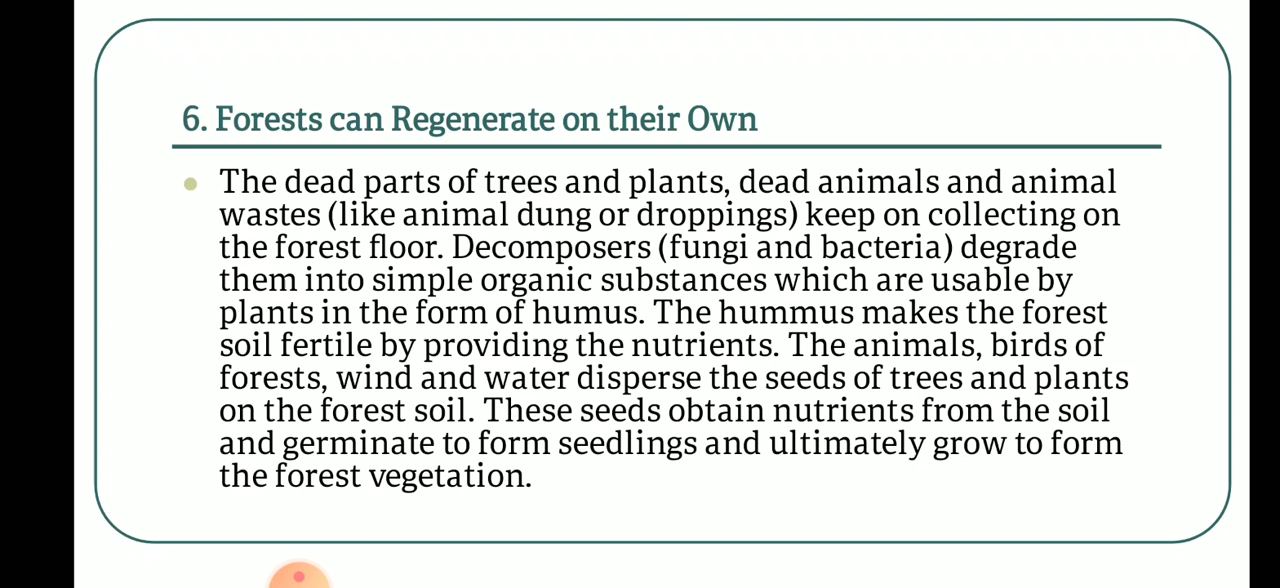 6. Forests can Regenerate on their Own
The dead parts of trees and plants, dead animals and animal
wastes (like animal dung or droppings) keep on collecting on
the forest floor. Decomposers (fungi and bacteria) degrade
them into simple organic substances which are usable by
plants in the form of humus. The hummus makes the forest
soil fertile by providing the nutrients. The animals, birds of
forests, wind and water disperse the seeds of trees and plants
on the forest soil. These seeds obtain nutrients from the soil
and germinate to form seedlings and ultimately grow to form
the forest vegetation.